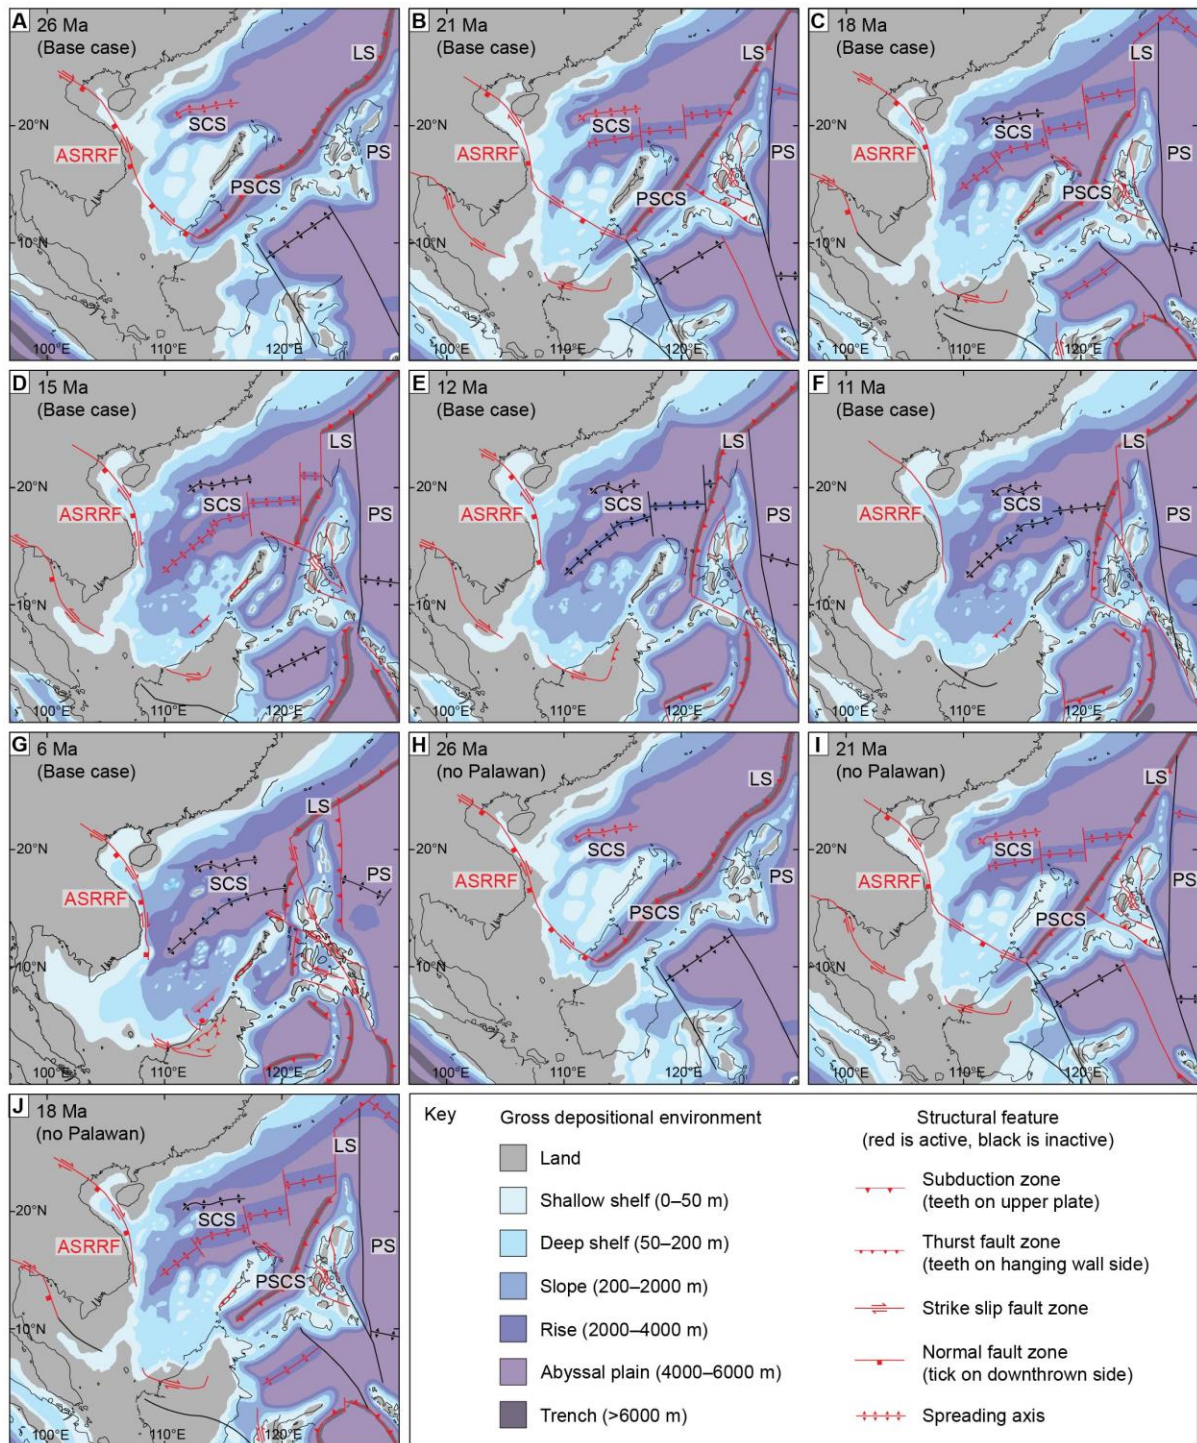 A 26 Ma
(Base case)
LS
SCS
ASRRF
PSCS
PS
20°N
10°N
100°E 110°E 120°E
B 21 Ma
(Base case)
LS
SCS
ASRRF
PSCS
PS
20°N
10°N
100°E 110°E 120°E
C 18 Ma
(Base case)
LS
SCS
ASRRF
PSCS
PS
20°N
10°N
100°E 110°E 120°E
D 15 Ma
(Base case)
LS
SCS
ASRRF
PS
20°N
10°N
100°E 110°E 120°E
E 12 Ma
(Base case)
LS
SCS
ASRRF
PS
20°N
10°N
100°E 110°E 120°E
F 11 Ma
(Base case)
LS
SCS
ASRRF
PS
20°N
10°N
100°E 110°E 120°E
G 6 Ma
(Base case)
LS
SCS
ASRRF
PS
20°N
10°N
100°E 110°E 120°E
H 26 Ma
(no Palawan)
LS
SCS
ASRRF
PSCS
PS
20°N
10°N
100°E 110°E 120°E
I 21 Ma
(no Palawan)
LS
SCS
ASRRF
PSCS
PS
20°N
10°N
100°E 110°E 120°E
J 18 Ma
(no Palawan)
LS
SCS
ASRRF
PSCS
PS
20°N
10°N
100°E 110°E 120°E
Key
Gross depositional environment
Land
Shallow shelf (0–50 m)
Deep shelf (50–200 m)
Slope (200–2000 m)
Rise (2000–4000 m)
Abyssal plain (4000–6000 m)
Trench (>6000 m)
Structural feature
(red is active, black is inactive)
Subduction zone
(teeth on upper plate)
Thurst fault zone
(teeth on hanging wall side)
Strike slip fault zone
Normal fault zone
(tick on downthrown side)
Spreading axis